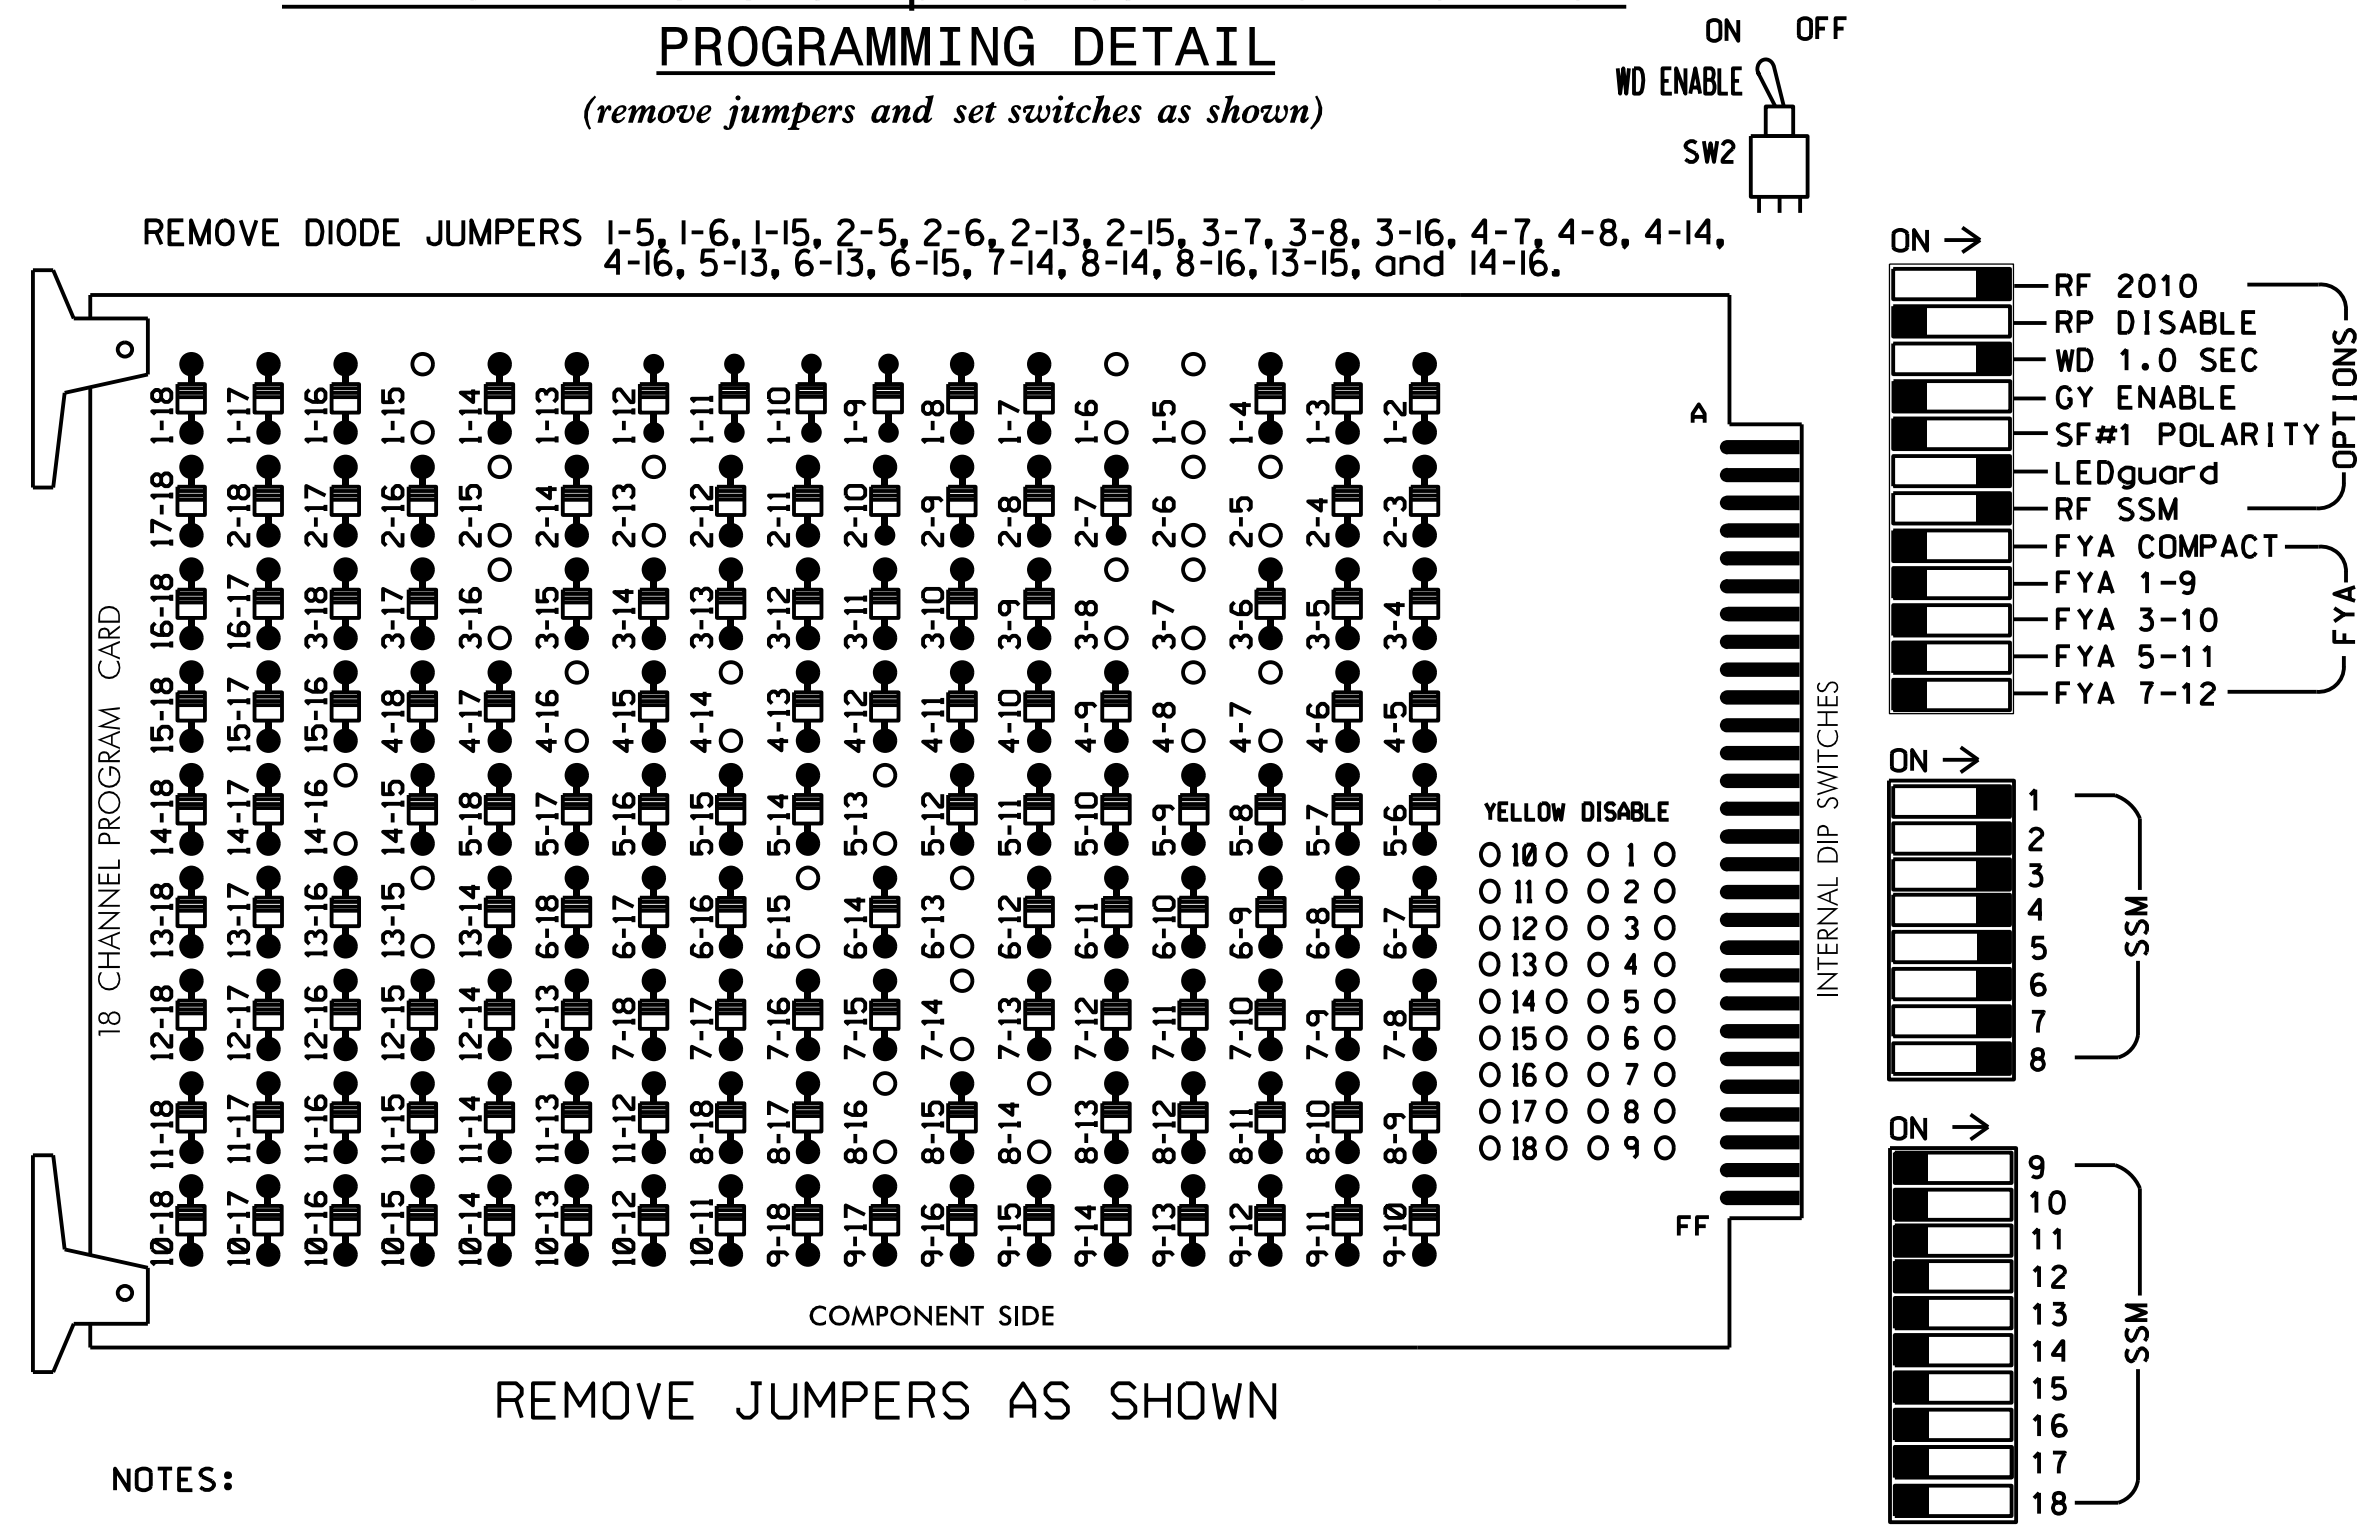 PROGRAMMING DETAIL
(remove jumpers and set switches as shown)
ON OFF
WD ENABLE
SW2
REMOVE DIODE JUMPERS 1-5, 1-6, 1-15, 2-5, 2-6, 2-13, 2-15, 3-7, 3-8, 3-16, 4-7, 4-8, 4-14,
4-16, 5-13, 6-13, 6-15, 7-14, 8-14, 8-16, 13-15, and 14-16.
18 CHANNEL PROGRAM CARD
1-18 1-17 1-16 1-15 1-14 1-13 1-12 1-11 1-10 1-9 1-8 1-7 1-6 1-5 1-4 1-3 1-2
17-18 2-18 2-17 2-16 2-15 2-14 2-13 2-12 2-11 2-10 2-9 2-8 2-7 2-6 2-5 2-4 2-3
16-18 16-17 3-18 3-17 3-16 3-15 3-14 3-13 3-12 3-11 3-10 3-9 3-8 3-7 3-6 3-5 3-4
15-18 15-17 15-16 4-18 4-17 4-16 4-15 4-14 4-13 4-12 4-11 4-10 4-9 4-8 4-7 4-6 4-5
14-18 14-17 14-16 14-15 5-18 5-17 5-16 5-15 5-14 5-13 5-12 5-11 5-10 5-9 5-8 5-7 5-6
13-18 13-17 13-16 13-15 13-14 6-18 6-17 6-16 6-15 6-14 6-13 6-12 6-11 6-10 6-9 6-8 6-7
12-18 12-17 12-16 12-15 12-14 12-13 7-18 7-17 7-16 7-15 7-14 7-13 7-12 7-11 7-10 7-9 7-8
11-18 11-17 11-16 11-15 11-14 11-13 11-12 8-18 8-17 8-16 8-15 8-14 8-13 8-12 8-11 8-10 8-9
10-18 10-17 10-16 10-15 10-14 10-13 10-12 10-11 9-18 9-17 9-16 9-15 9-14 9-13 9-12 9-11 9-10
A
YELLOW DISABLE
10 1
11 2
12 3
13 4
14 5
15 6
16 7
17 8
18 9
FF
COMPONENT SIDE
INTERNAL DIP SWITCHES
ON
RF 2010
RP DISABLE
WD 1.0 SEC
GY ENABLE
SF#1 POLARITY
LEDguard
RF SSM
OPTIONS
FYA COMPACT
FYA 1-9
FYA 3-10
FYA 5-11
FYA 7-12
FYA
ON
1
2
3
4
5
6
7
8
SSM
ON
9
10
11
12
13
14
15
16
17
18
SSM
REMOVE JUMPERS AS SHOWN
NOTES: